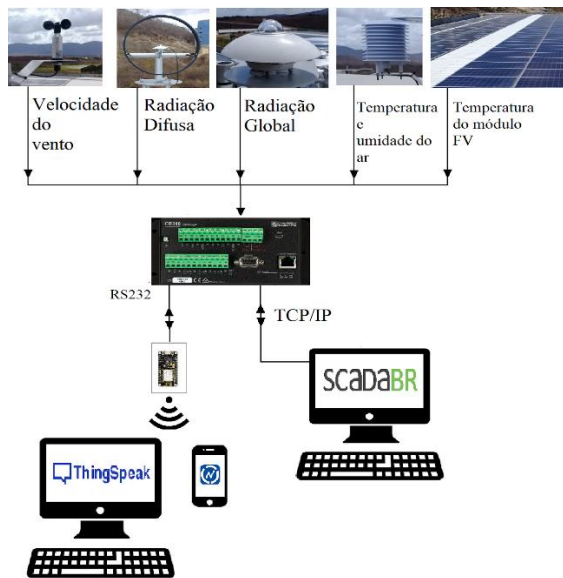 Velocidade
do
vento
Radiação
Difusa
Radiação
Global
Temperatura
e
umidade do
ar
Temperatura
do módulo
FV
RS232
TCP/IP
SCADABR
ThingSpeak